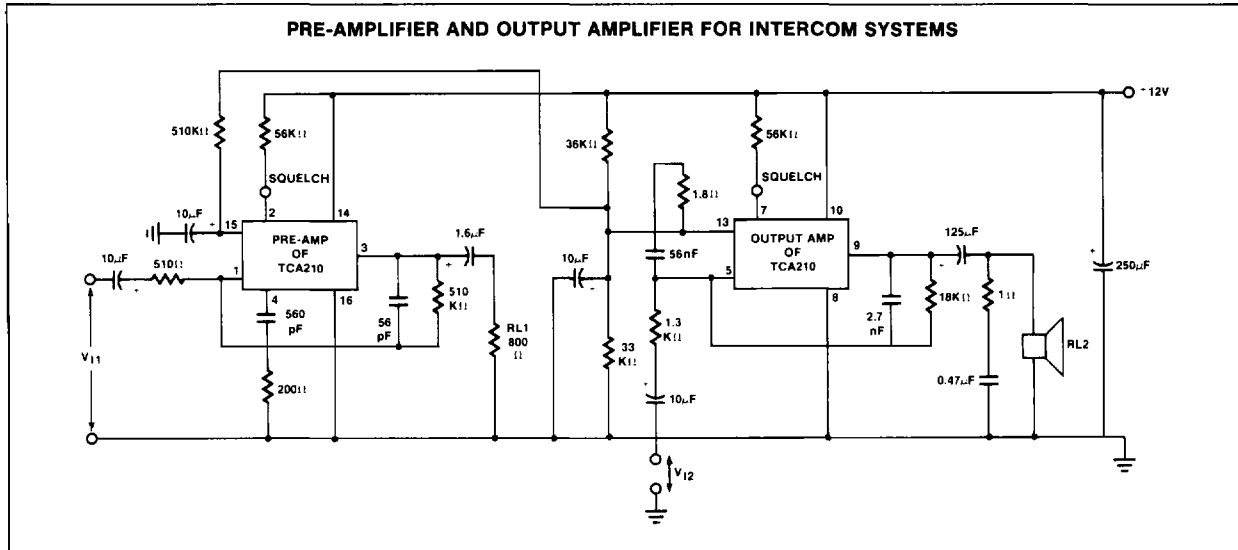 PRE-AMPLIFIER AND OUTPUT AMPLIFIER FOR INTERCOM SYSTEMS
+12V
510KΩ
56KΩ
36KΩ
56KΩ
SQUELCH
SQUELCH
1.8Ω
10µF
+
15
2
14
13
7
10
PRE-AMP
OF
TCA210
3
1.6µF
+
OUTPUT AMP
OF
TCA210
9
125µF
10µF
+
510Ω
1
4
16
56nF
5
8
10µF
250µF
+
560
pF
56
pF
510
KΩ
1.3
KΩ
2.7
nF
18KΩ
1Ω
RL1
800
Ω
33
KΩ
RL2
VI1
200Ω
+
10µF
0.47µF
VI2